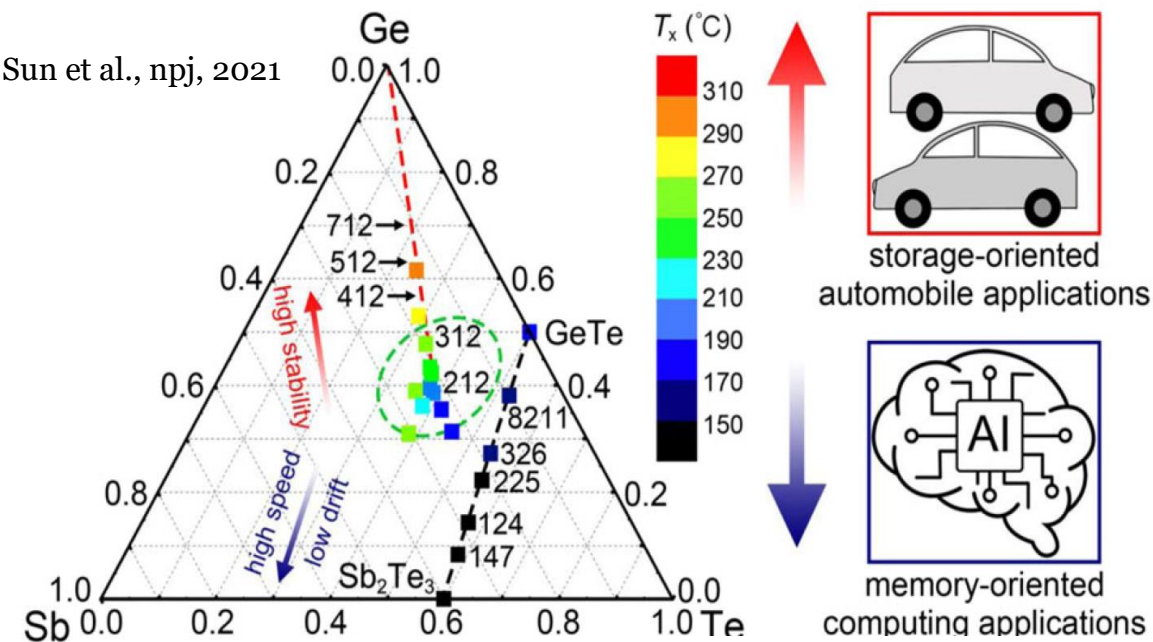 Sun et al., npj, 2021
Ge
0.0 1.0
0.2 0.8
712
512
0.4 0.6
412
high stability
312
GeTe
212
0.6 0.4
8211
326
225
high speed
low drift
0.8 0.2
124
147
Sb₂Te₃
1.0 0.0
Sb 0.0 0.2 0.4 0.6 0.8 1.0 Te
Tₓ (°C)
310
290
270
250
230
210
190
170
150
storage-oriented
automobile applications
AI
memory-oriented
computing applications